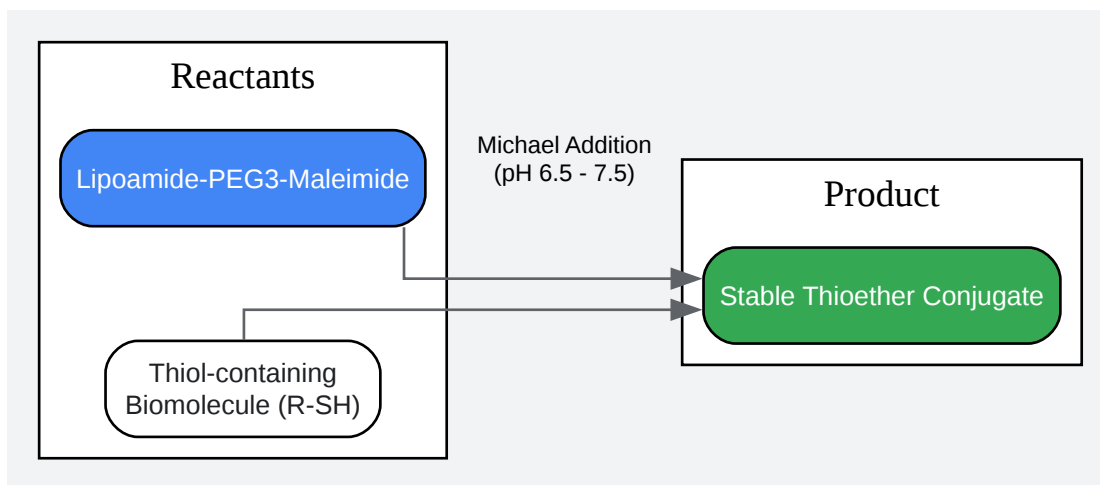 Reactants
Lipoamide-PEG3-Maleimide
Thiol-containing
Biomolecule (R-SH)
Michael Addition
(pH 6.5 - 7.5)
Product
Stable Thioether Conjugate